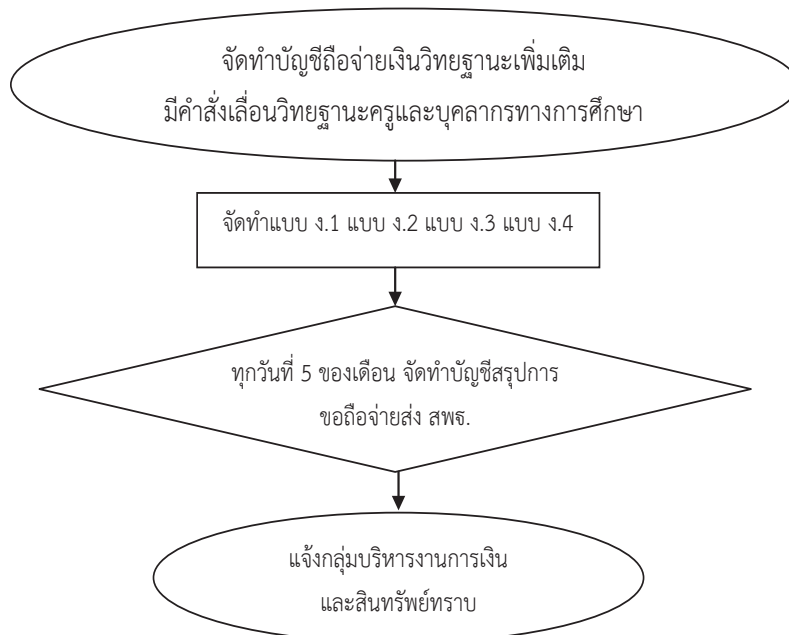 จัดทำบัญชีถือจ่ายเงินวิทยฐานะเพิ่มเติม
มีคำสั่งเลื่อนวิทยฐานะครูและบุคลากรทางการศึกษา
จัดทำแบบ ง.1 แบบ ง.2 แบบ ง.3 แบบ ง.4
ทุกวันที่ 5 ของเดือน จัดทำบัญชีสรุปการ
ขอถือจ่ายส่ง สพฐ.
แจ้งกลุ่มบริหารงานการเงิน
และสินทรัพย์ทราบ